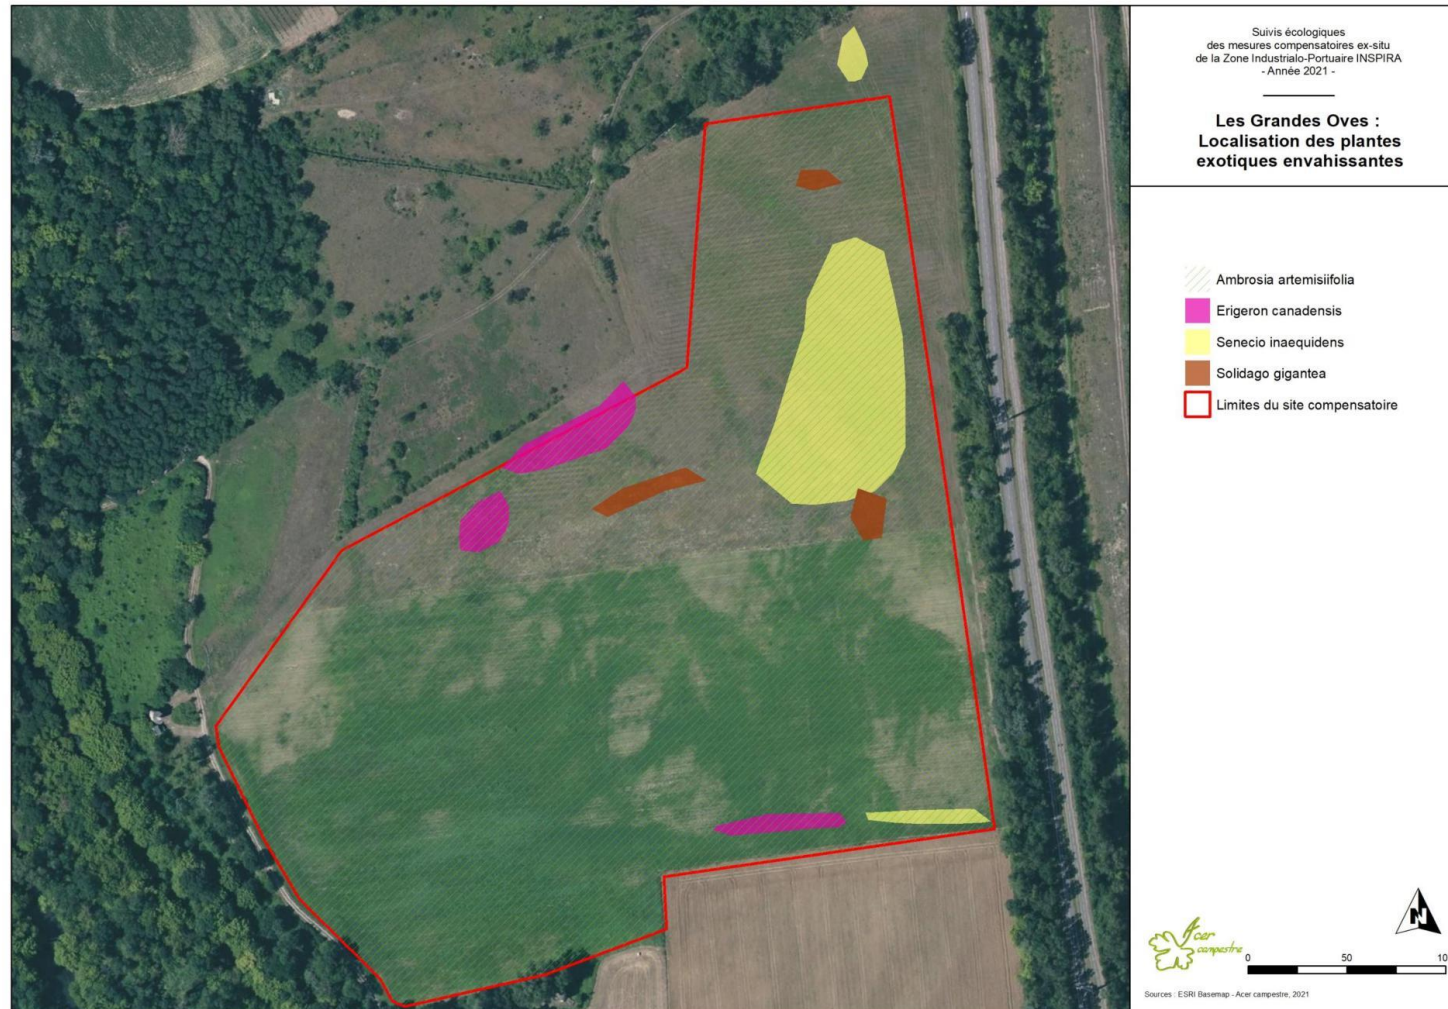 Suivis écologiques
des mesures compensatoires ex-situ
de la Zone Industrialo-Portuaire INSPIRA
- Année 2021 -
Les Grandes Oves :
Localisation des plantes
exotiques envahissantes
Ambrosia artemisiifolia
Erigeron canadensis
Senecio inaequidens
Solidago gigantea
Limites du site compensatoire
N
Acer
campestre
0 50 10
Sources : ESRI Basemap - Acer campestre, 2021